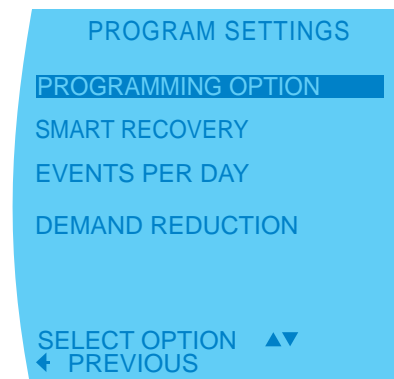 PROGRAM SETTINGS
PROGRAMMING OPTION
SMART RECOVERY
EVENTS PER DAY
DEMAND REDUCTION
SELECT OPTION ▲▼
← PREVIOUS